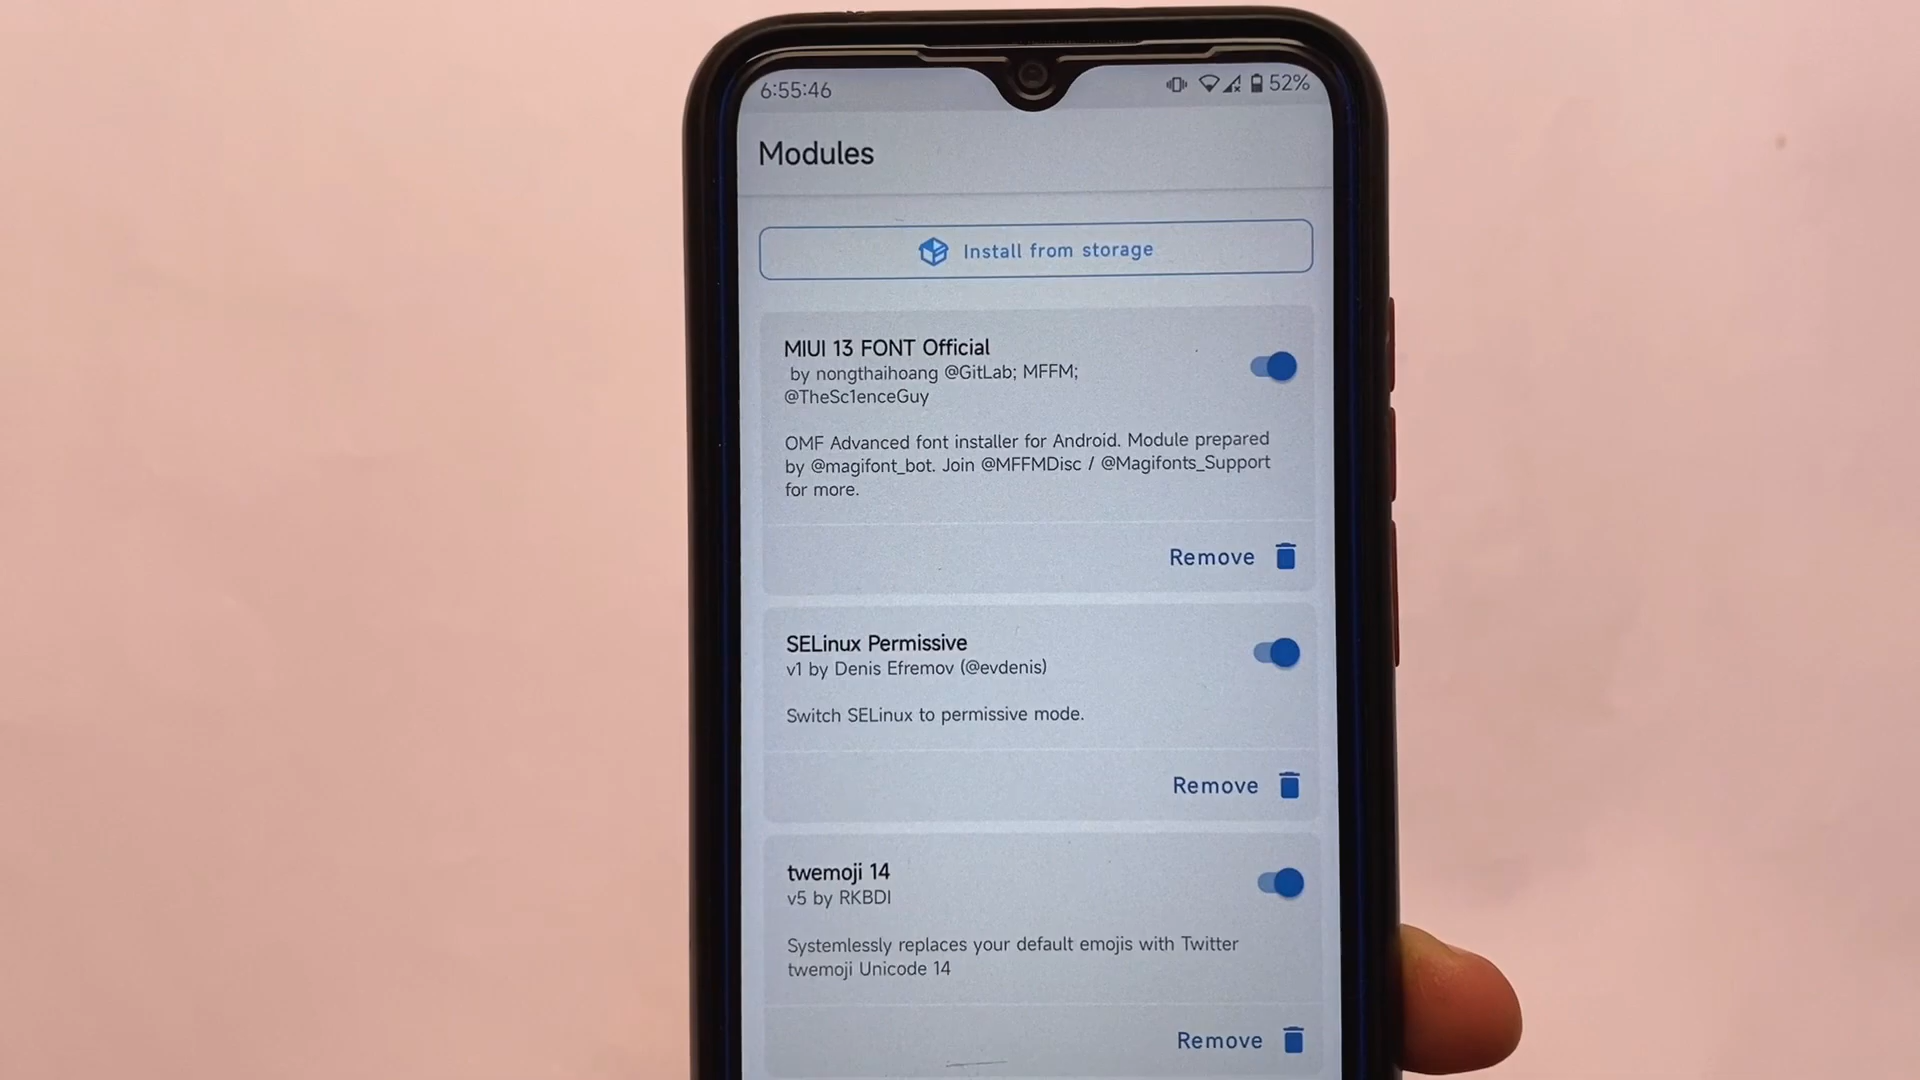 6:55:46
52%
Modules
Install from storage
MIUI 13 FONT Official
by nongthaihoang @GitLab; MFFM;
@TheSc1enceGuy
OMF Advanced font installer for Android. Module prepared
by @magifont_bot. Join @MFFMDisc / @Magifonts_Support
for more.
Remove
SELinux Permissive
v1 by Denis Efremov (@evdenis)
Switch SELinux to permissive mode.
Remove
twemoji 14
v5 by RKBDI
Systemlessly replaces your default emojis with Twitter
twemoji Unicode 14
Remove